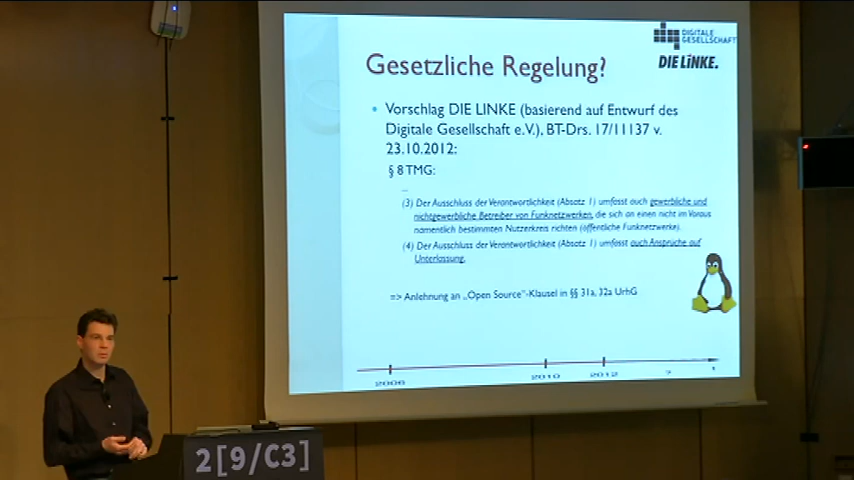 DIGITALE
GESELLSCHAFT
DIE LINKE.
Gesetzliche Regelung?
• Vorschlag DIE LINKE (basierend auf Entwurf des
Digitale Gesellschaft e.V.), BT-Drs. 17/11137 v.
23.10.2012:
§ 8 TMG:
...
(3) Der Ausschluss der Verantwortlichkeit (Absatz 1) umfasst auch gewerbliche und
nichtgewerbliche Betreiber von Funknetzwerken, die sich an einen nicht im Voraus
namentlich bestimmten Nutzerkreis richten (öffentliche Funknetzwerke).
(4) Der Ausschluss der Verantwortlichkeit (Absatz 1) umfasst auch Ansprüche auf
Unterlassung.
=> Anlehnung an „Open Source"-Klausel in §§ 31a, 32a UrhG
2006 2010 2012 ?
2[9/C3]